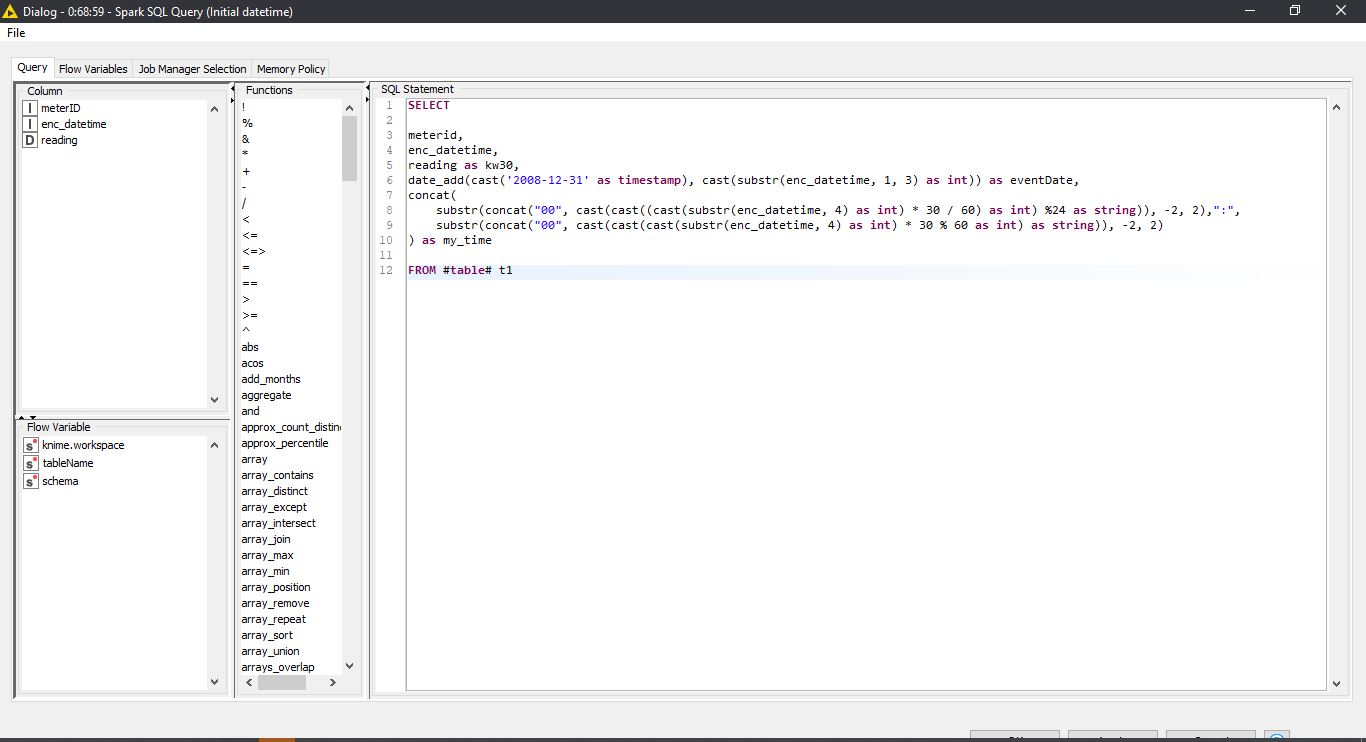 Dialog - 0:68:59 - Spark SQL Query (Initial datetime)
File
Query Flow Variables Job Manager Selection Memory Policy
Column
I meterID
I enc_datetime
D reading
Flow Variable
s knime.workspace
s tableName
s schema
Functions
!
%
&
*
+
-
/
<
<=
<=>
=
==
>
>=
^
abs
acos
add_months
aggregate
and
approx_count_distin
approx_percentile
array
array_contains
array_distinct
array_except
array_intersect
array_join
array_max
array_min
array_position
array_remove
array_repeat
array_sort
array_union
arrays_overlap
SQL Statement
1 SELECT
2
3 meterid,
4 enc_datetime,
5 reading as kw30,
6 date_add(cast('2008-12-31' as timestamp), cast(substr(enc_datetime, 1, 3) as int)) as eventDate,
7 concat(
8 substr(concat("00", cast(cast((cast(substr(enc_datetime, 4) as int) * 30 / 60) as int) %24 as string)), -2, 2),":",
9 substr(concat("00", cast(cast(cast(substr(enc_datetime, 4) as int) * 30 % 60 as int) as string)), -2, 2)
10 ) as my_time
11
12 FROM #table# t1